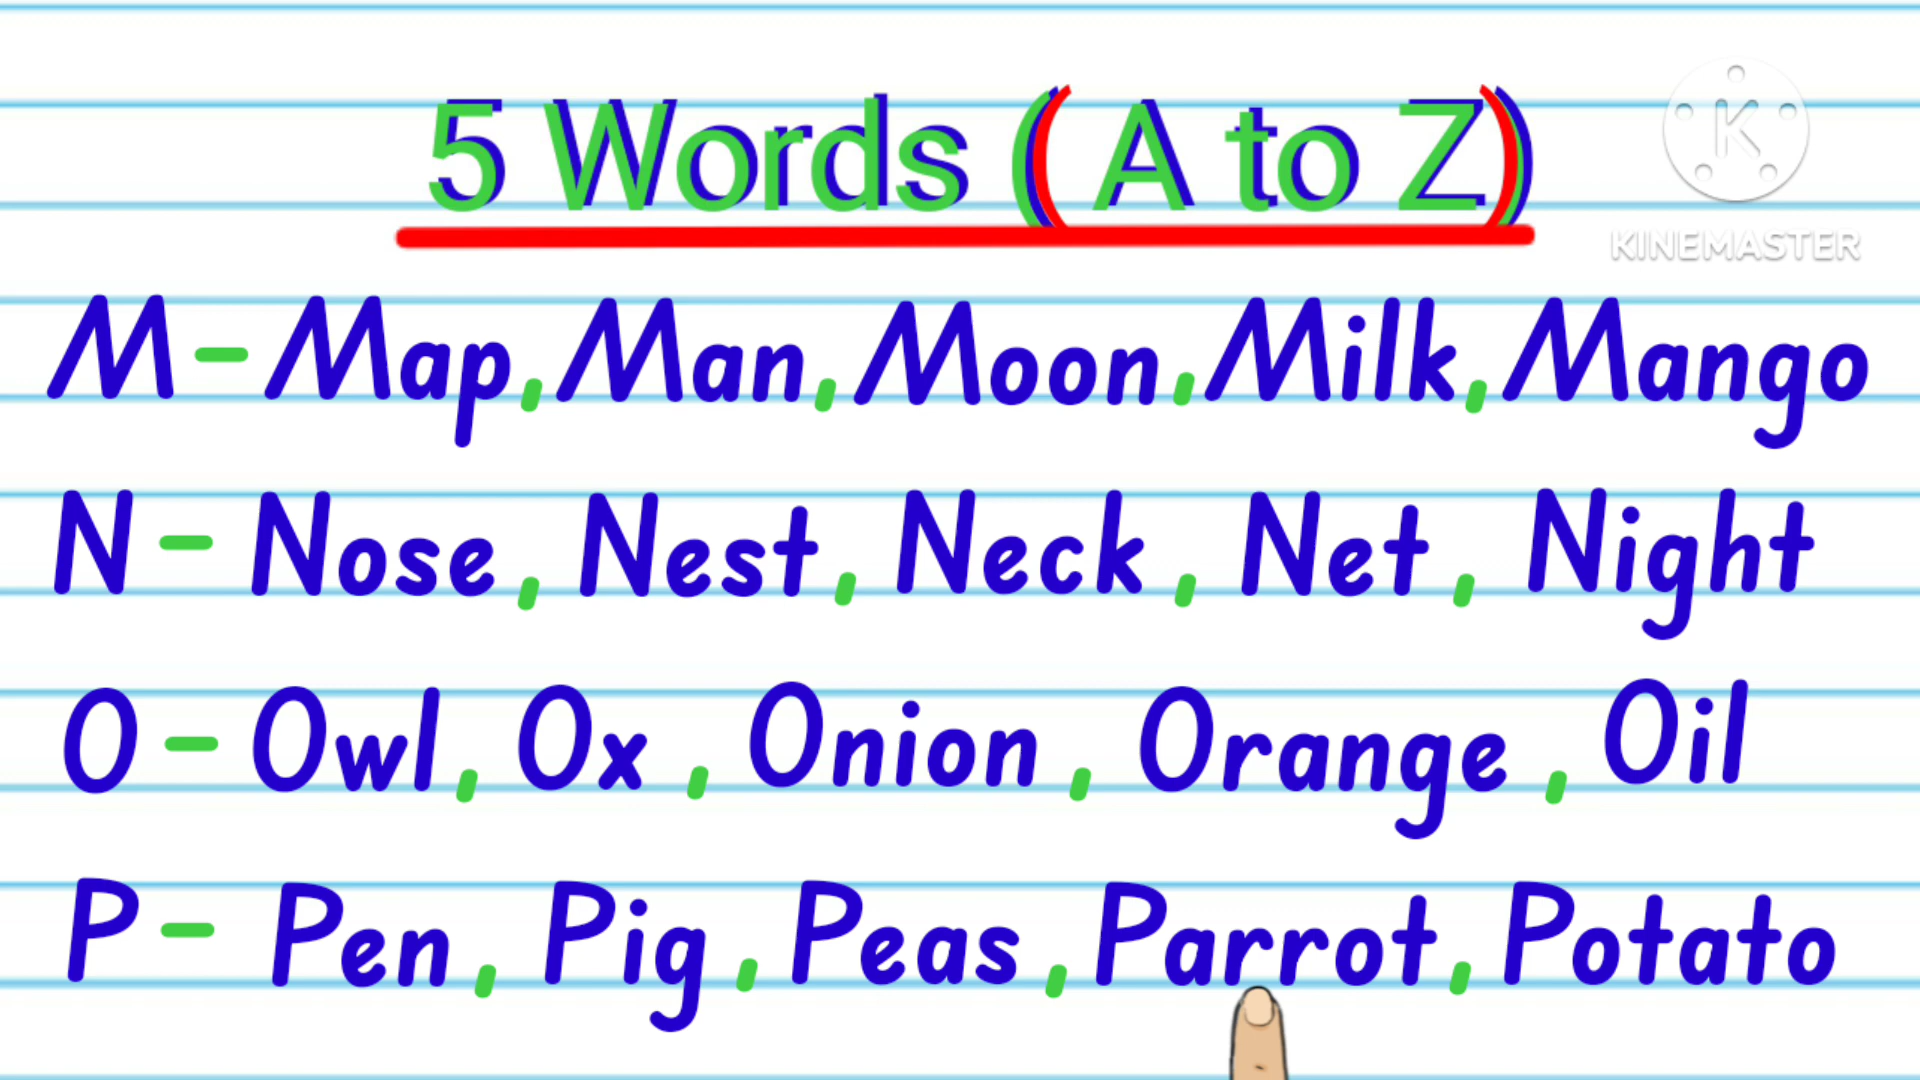 5 Words ( A to Z)
K
KINEMASTER
M - Map, Man, Moon, Milk, Mango
N - Nose, Nest, Neck, Net, Night
O - Owl, Ox, Onion, Orange, Oil
P - Pen, Pig, Peas, Parrot, Potato